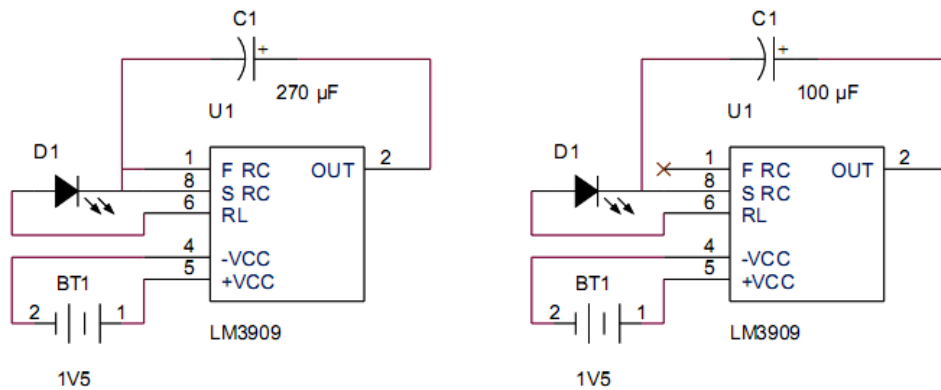 C1
+
270 µF
U1
D1
1
F RC
OUT
2
8
S RC
6
RL
4
-VCC
5
+VCC
BT1
2
1
LM3909
1V5
C1
+
100 µF
U1
D1
1
F RC
OUT
2
8
S RC
6
RL
4
-VCC
5
+VCC
BT1
2
1
LM3909
1V5